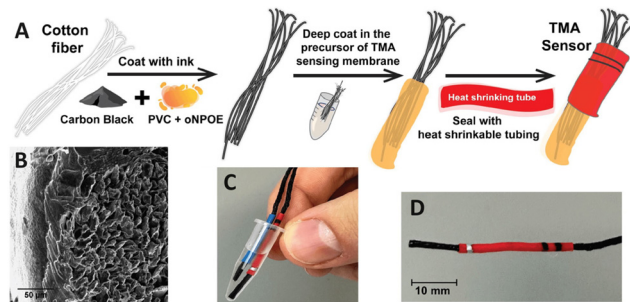 A
Cotton
fiber
Coat with ink
Carbon Black
PVC + oNPOE
Deep coat in the
precursor of TMA
sensing membrane
Heat shrinking tube
Seal with
heat shrinkable tubing
TMA
Sensor
B
50 µm
C
D
10 mm